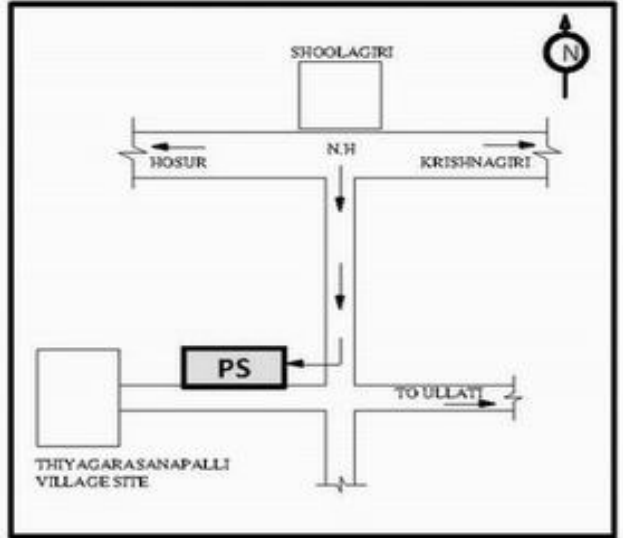 SHOOLAGIRI
N
N.H
HOSUR
KRISHNAGIRI
PS
TO ULLATI
THIYAGARASANAPALLI
VILLAGE SITE